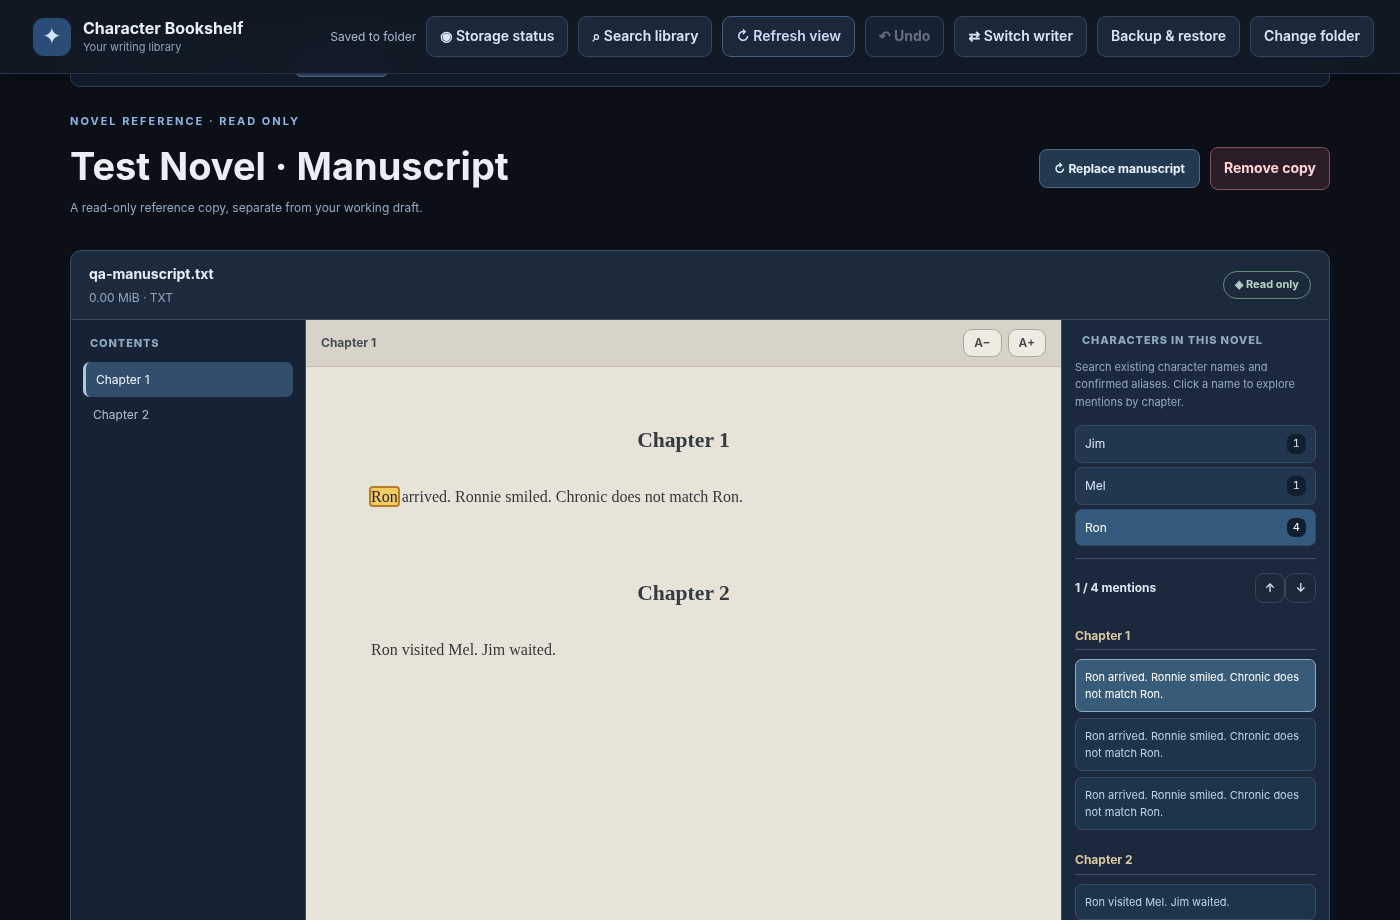 Character Bookshelf
Your writing library
Saved to folder
◉ Storage status
⌕ Search library
↻ Refresh view
↶ Undo
⇄ Switch writer
Backup & restore
Change folder
NOVEL REFERENCE · READ ONLY
Test Novel · Manuscript
↻ Replace manuscript
Remove copy
A read-only reference copy, separate from your working draft.
qa-manuscript.txt
0.00 MiB · TXT
◈ Read only
CONTENTS
Chapter 1
Chapter 2
Chapter 1
A−
A+
Chapter 1
Ron arrived. Ronnie smiled. Chronic does not match Ron.
Chapter 2
Ron visited Mel. Jim waited.
CHARACTERS IN THIS NOVEL
Search existing character names and
confirmed aliases. Click a name to explore
mentions by chapter.
Jim 1
Mel 1
Ron 4
1 / 4 mentions
↑ ↓
Chapter 1
Ron arrived. Ronnie smiled. Chronic does
not match Ron.
Ron arrived. Ronnie smiled. Chronic does
not match Ron.
Ron arrived. Ronnie smiled. Chronic does
not match Ron.
Chapter 2
Ron visited Mel. Jim waited.